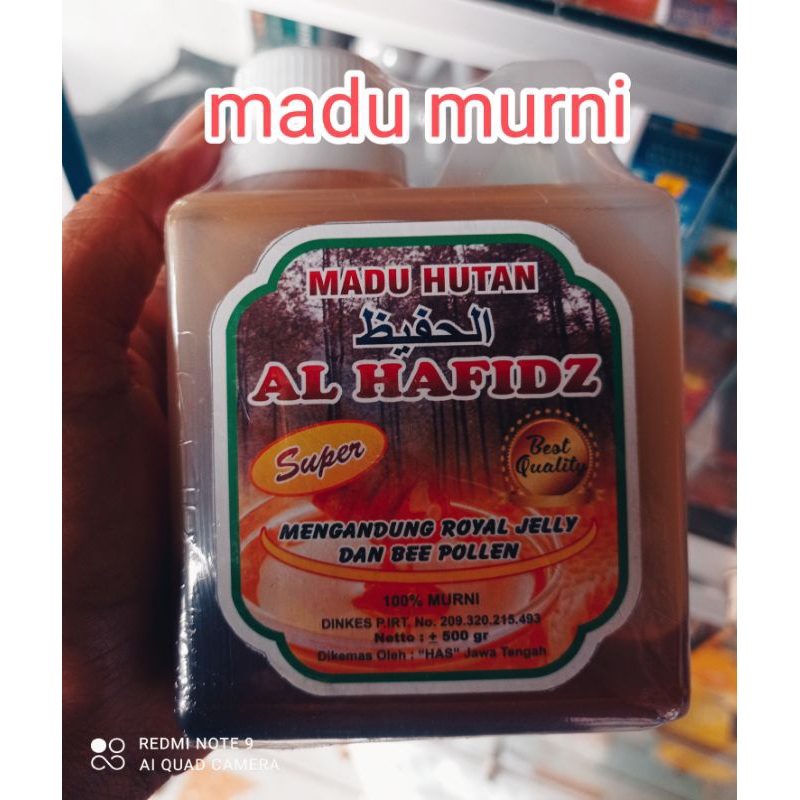 madu murni
MADU HUTAN
الحفيظ
AL HAFIDZ
Super
Best
Quality
MENGANDUNG ROYAL JELLY
DAN BEE POLLEN
100% MURNI
DINKES P.IRT. No. 209.320.215.493
Netto : ± 500 gr
Dikemas Oleh : "HAS" Jawa Tengah
REDMI NOTE 9
AI QUAD CAMERA